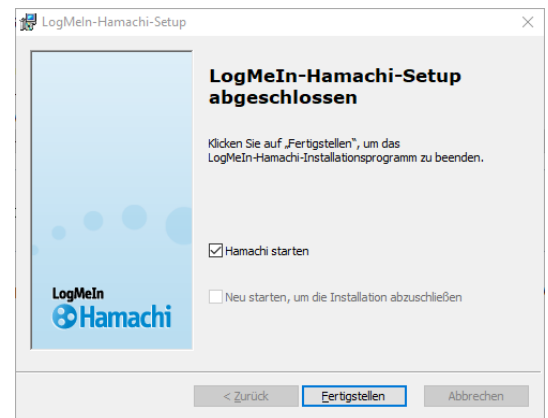 LogMeIn-Hamachi-Setup
LogMeIn-Hamachi-Setup
abgeschlossen
Klicken Sie auf „Fertigstellen“, um das
LogMeIn-Hamachi-Installationsprogramm zu beenden.
Hamachi starten
Neu starten, um die Installation abzuschließen
LogMeIn
Hamachi
< Zurück
Fertigstellen
Abbrechen